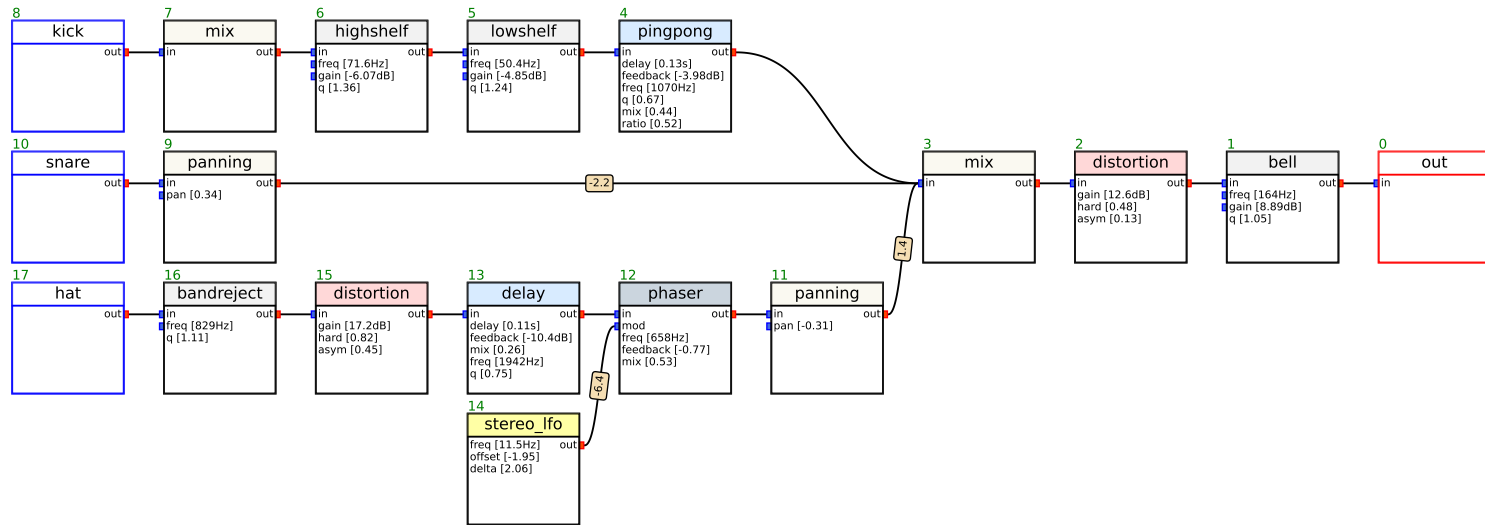 8
kick
out
7
mix
in out
6
highshelf
in out
freq [71.6Hz]
gain [-6.07dB]
q [1.36]
5
lowshelf
in out
freq [50.4Hz]
gain [-4.85dB]
q [1.24]
4
pingpong
in out
delay [0.13s]
feedback [-3.98dB]
freq [1070Hz]
q [0.67]
mix [0.44]
ratio [0.52]
10
snare
out
9
panning
in out
pan [0.34]
-2.2
3
mix
in out
2
distortion
in out
gain [12.6dB]
hard [0.48]
asym [0.13]
1
bell
in out
freq [164Hz]
gain [8.89dB]
q [1.05]
0
out
in
1.4
17
hat
out
16
bandreject
in out
freq [829Hz]
q [1.11]
15
distortion
in out
gain [17.2dB]
hard [0.82]
asym [0.45]
13
delay
in out
delay [0.11s]
feedback [-10.4dB]
mix [0.26]
freq [1942Hz]
q [0.75]
12
phaser
in out
mod
freq [658Hz]
feedback [-0.77]
mix [0.53]
11
panning
in out
pan [-0.31]
-6.4
14
stereo_lfo
freq [11.5Hz] out
offset [-1.95]
delta [2.06]